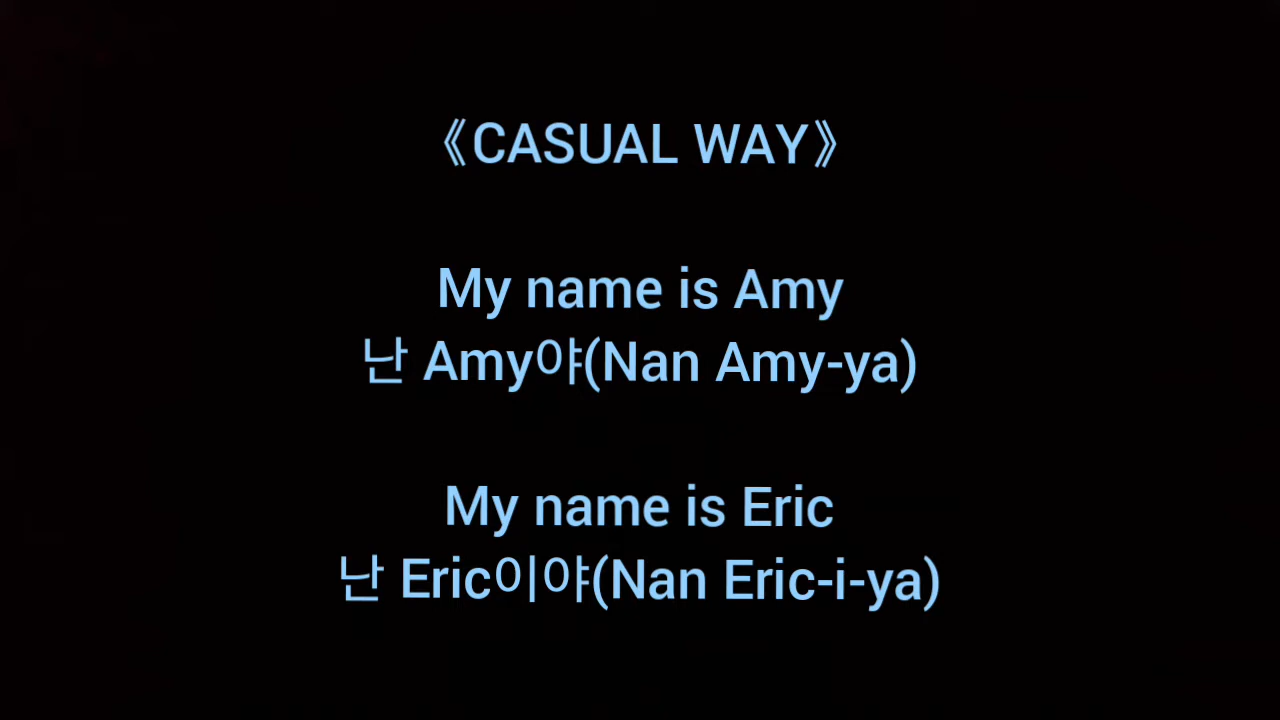 《CASUAL WAY》
My name is Amy
난 Amy야(Nan Amy-ya)
My name is Eric
난 Eric이야(Nan Eric-i-ya)